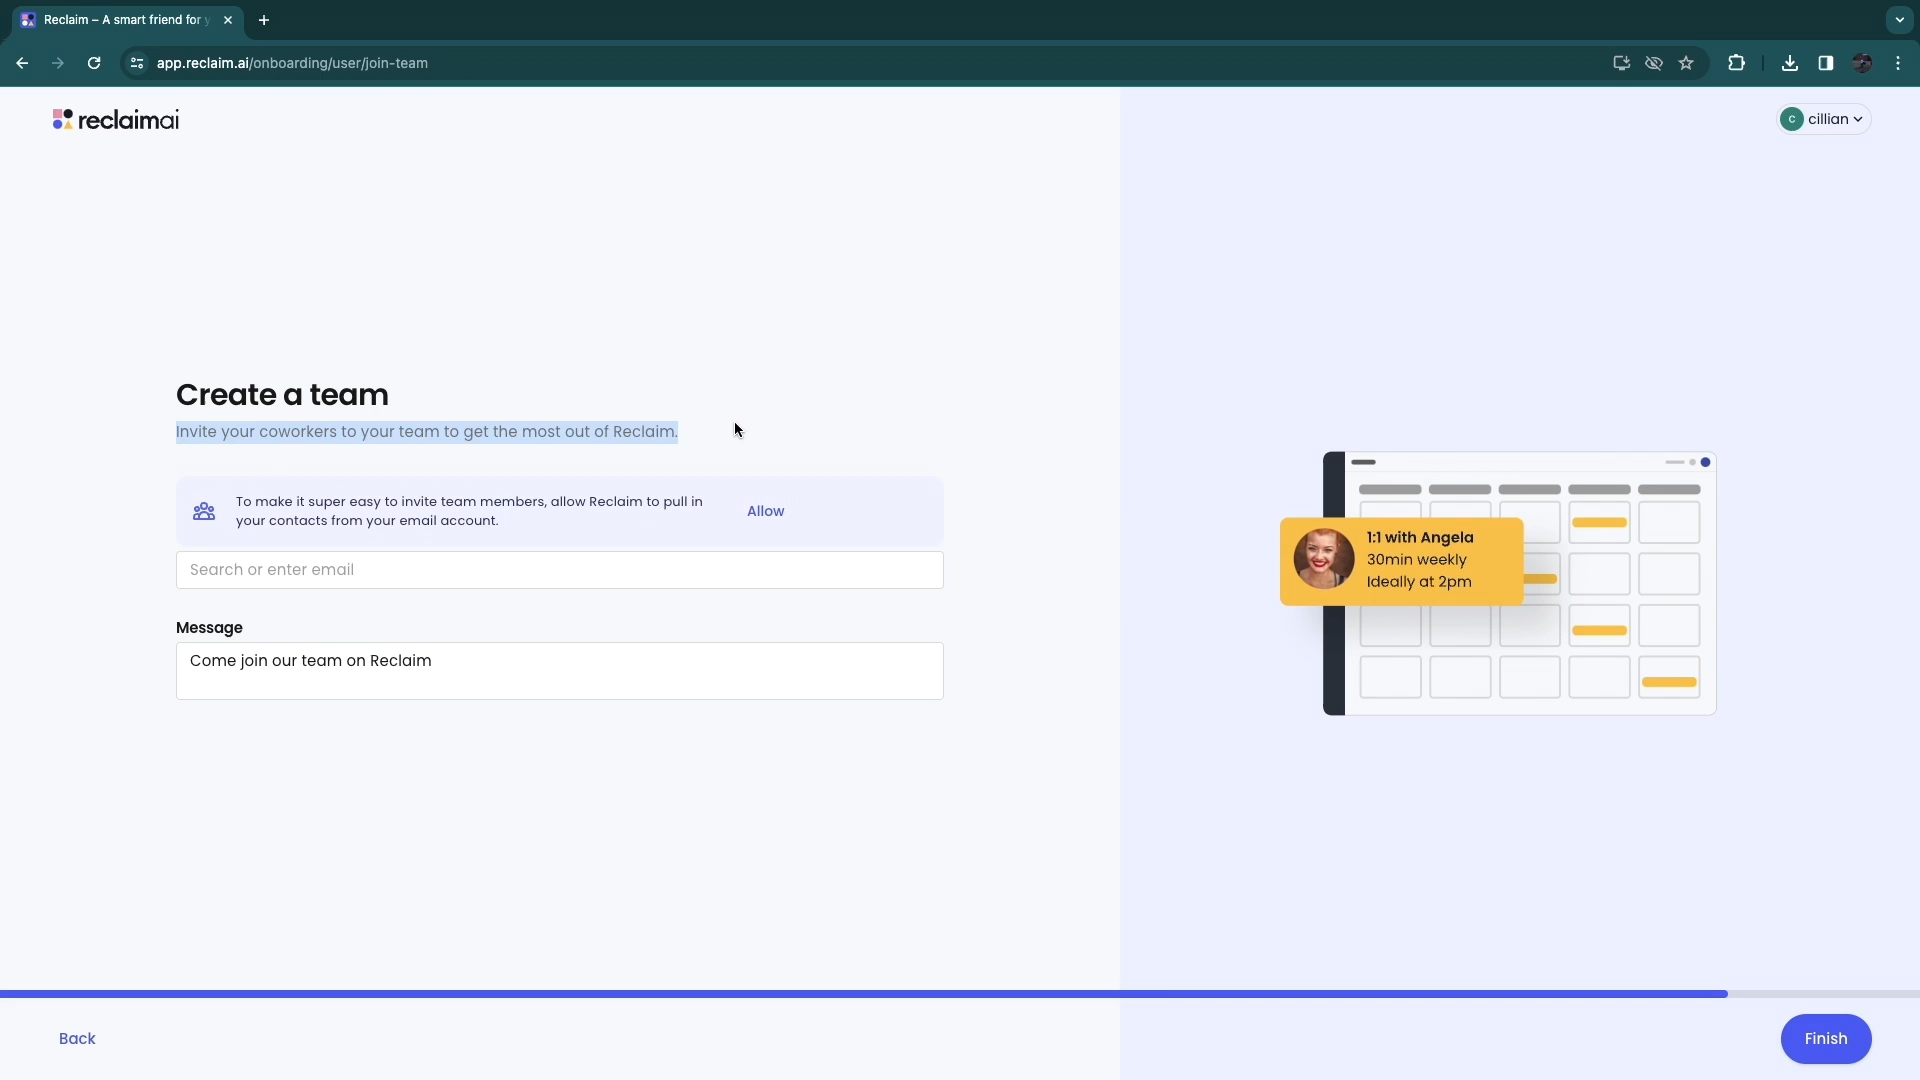 Reclaim – A smart friend for y
app.reclaim.ai/onboarding/user/join-team
reclaimai
c cillian
Create a team
Invite your coworkers to your team to get the most out of Reclaim.
To make it super easy to invite team members, allow Reclaim to pull in
your contacts from your email account.
Allow
Search or enter email
Message
Come join our team on Reclaim
1:1 with Angela
30min weekly
Ideally at 2pm
Back
Finish